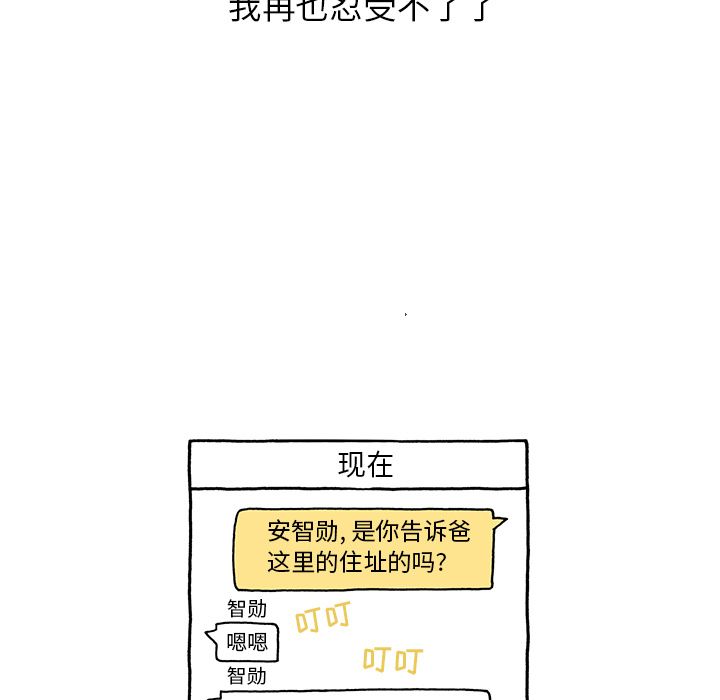 我再也忍受不了了
现在
安智勋, 是你告诉爸
这里的住址的吗?
智勋
叮叮
嗯嗯
叮叮
智勋